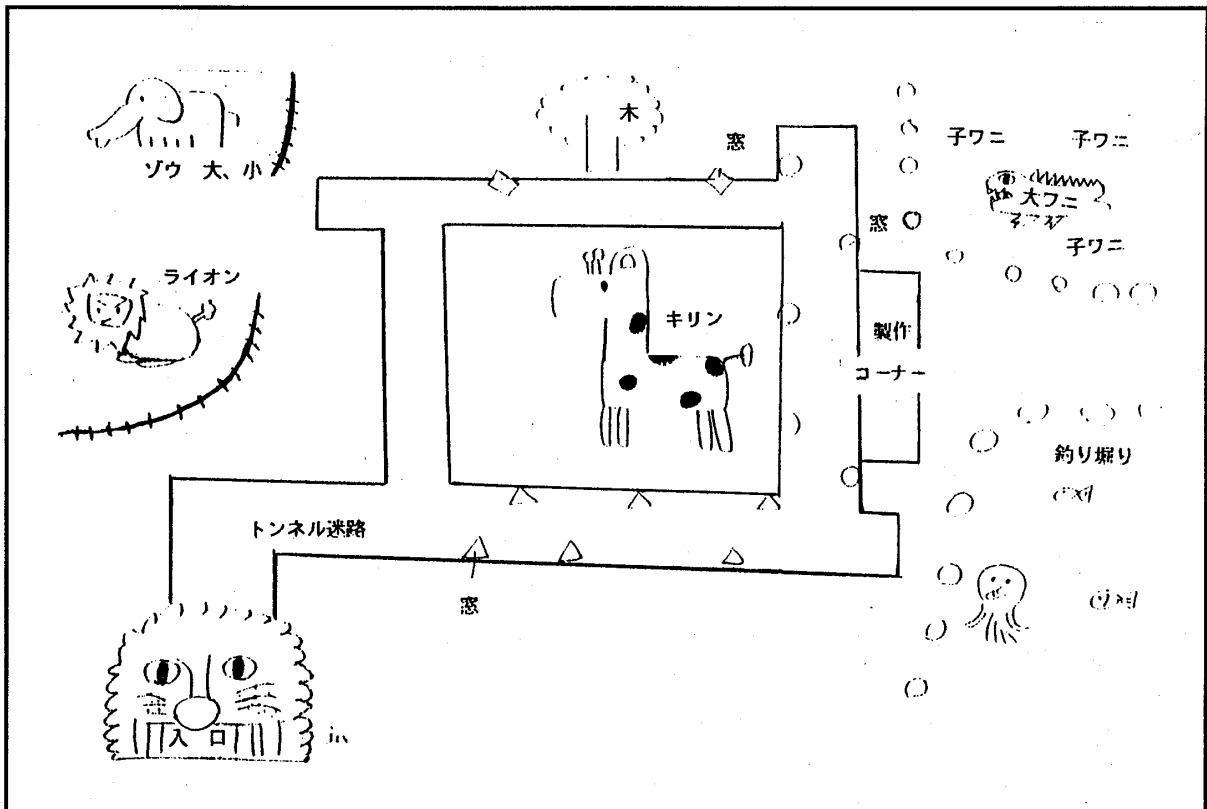 木
窓
子ワニ
子ワニ
ゾウ 大、小
大ワニ
窓
子ワニ
ライオン
キリン
製作
コーナー
釣り堀り
トンネル迷路
窓
入口
in